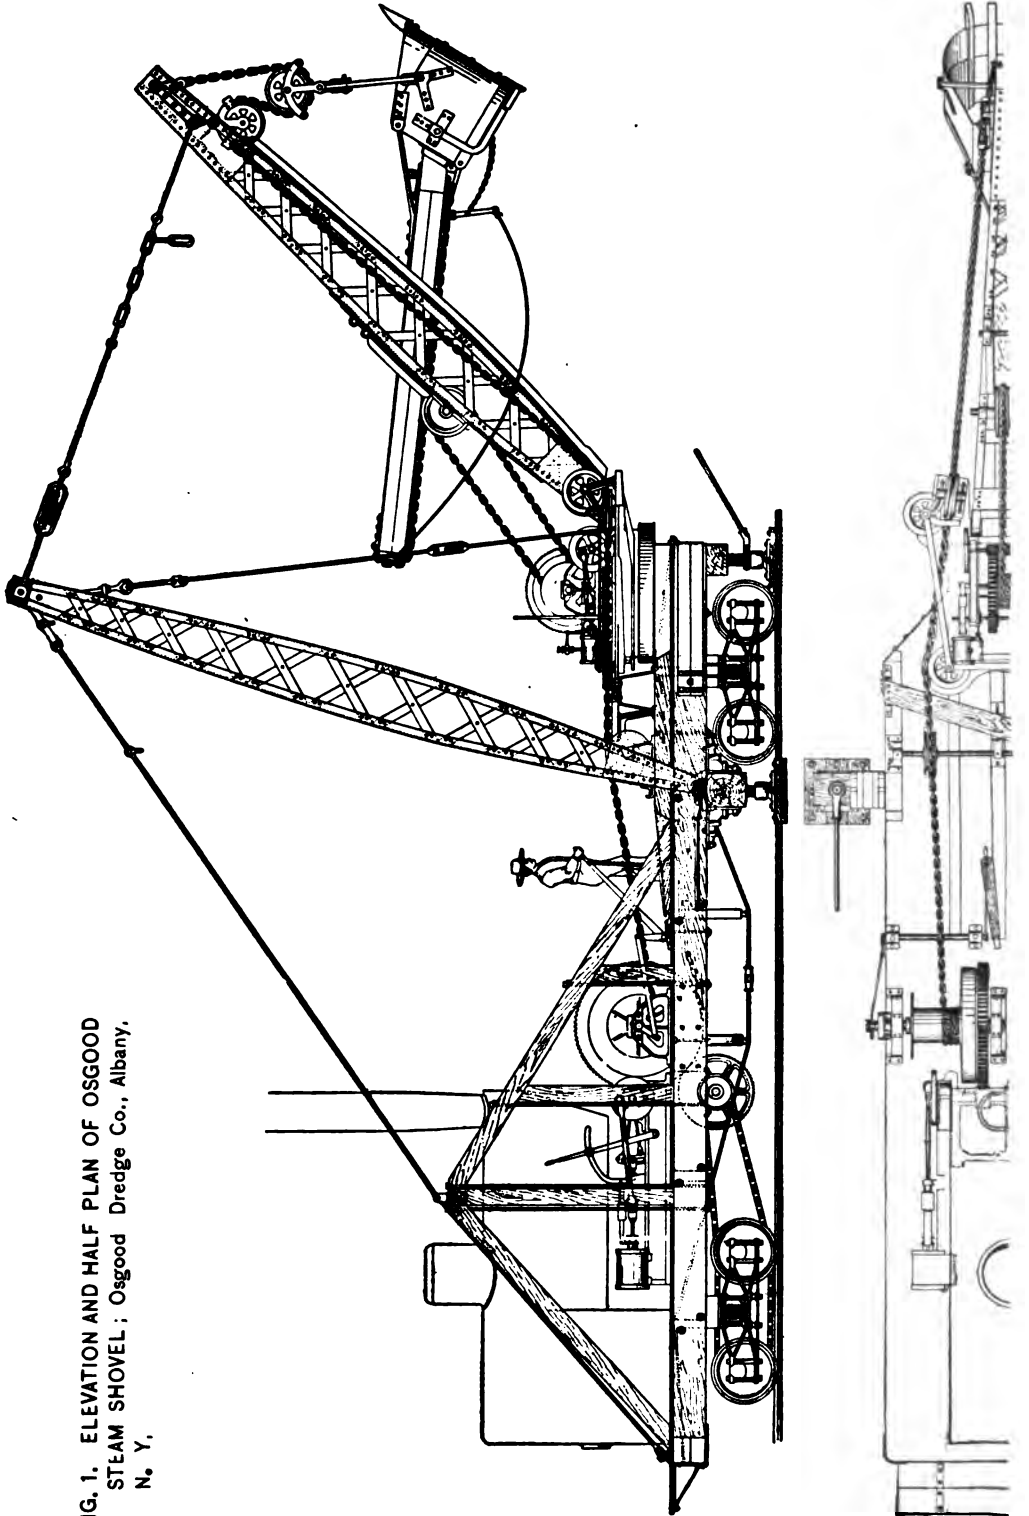 IG. 1. ELEVATION AND HALF PLAN OF OSGOOD
STEAM SHOVEL; Osgood Dredge Co., Albany,
N. Y.